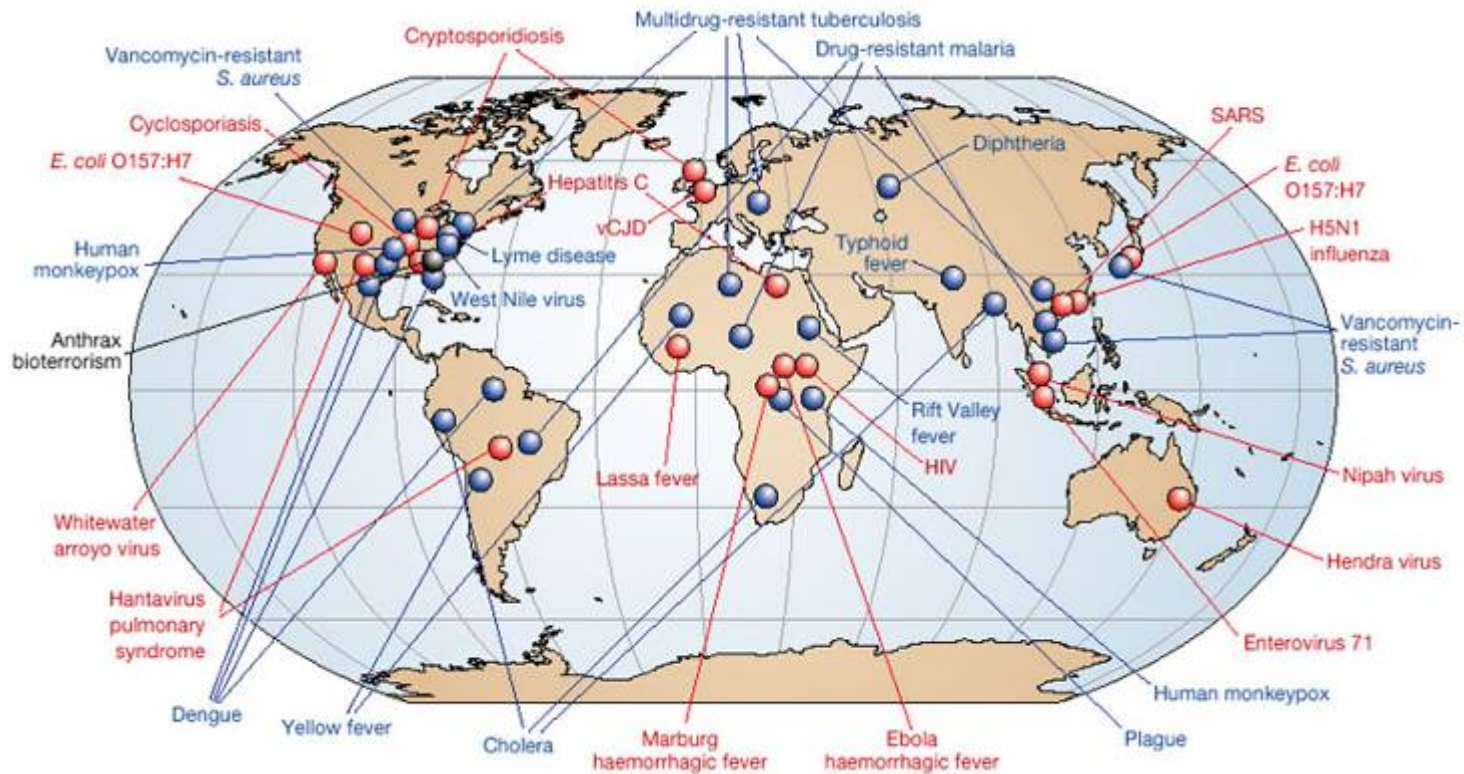 Multidrug-resistant tuberculosis
Cryptosporidiosis
Drug-resistant malaria
Vancomycin-resistant
S. aureus
SARS
Cyclosporiasis
Diphtheria
E. coli O157:H7
Hepatitis C
E. coli
O157:H7
vCJD
H5N1
influenza
Human
monkeypox
Lyme disease
Typhoid
fever
West Nile virus
Anthrax
bioterrorism
Vancomycin-
resistant
S. aureus
Rift Valley
fever
HIV
Lassa fever
Nipah virus
Whitewater
arroyo virus
Hendra virus
Hantavirus
pulmonary
syndrome
Enterovirus 71
Human monkeypox
Dengue
Yellow fever
Cholera
Marburg
haemorrhagic fever
Ebola
haemorrhagic fever
Plague